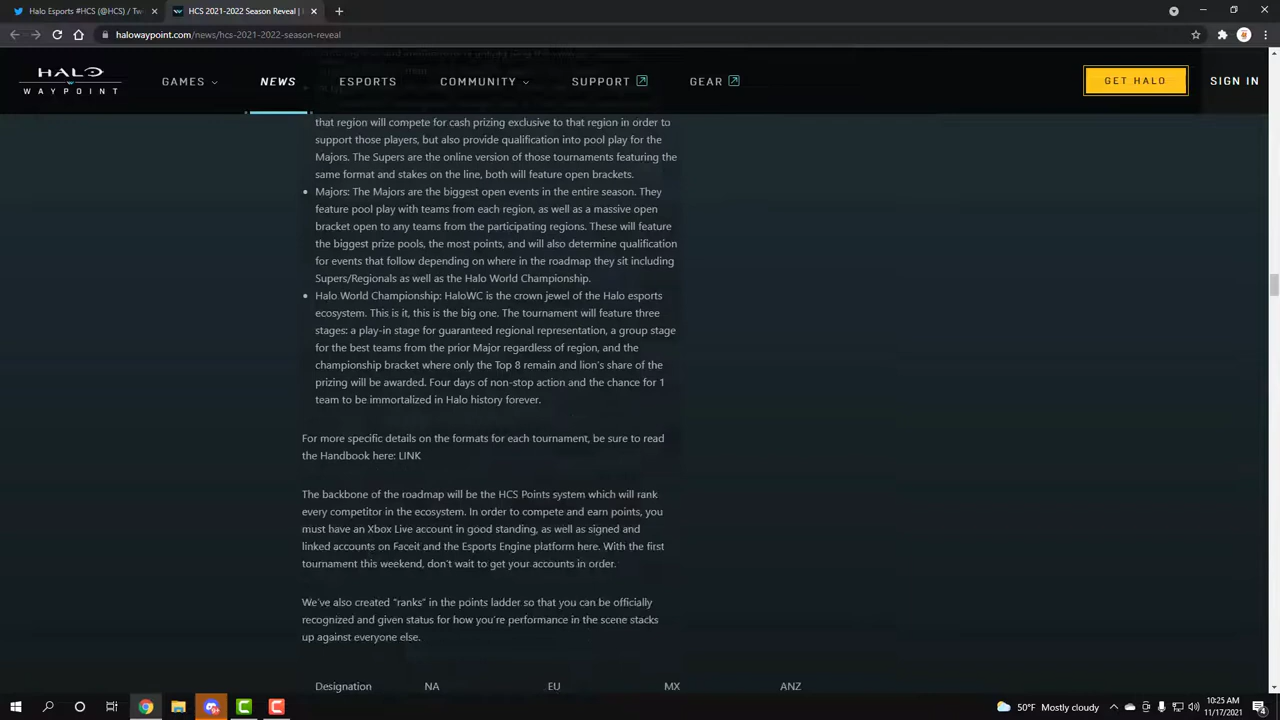 Halo Esports #HCS (@HCS) / Tw
HCS 2021-2022 Season Reveal |
halowaypoint.com/news/hcs-2021-2022-season-reveal
HALO
WAYPOINT
GAMES
NEWS
ESPORTS
COMMUNITY
SUPPORT
GEAR
GET HALO
SIGN IN
that region will compete for cash prizing exclusive to that region in order to
support those players, but also provide qualification into pool play for the
Majors. The Supers are the online version of those tournaments featuring the
same format and stakes on the line, both will feature open brackets.
Majors: The Majors are the biggest open events in the entire season. They
feature pool play with teams from each region, as well as a massive open
bracket open to any teams from the participating regions. These will feature
the biggest prize pools, the most points, and will also determine qualification
for events that follow depending on where in the roadmap they sit including
Supers/Regionals as well as the Halo World Championship.
Halo World Championship: HaloWC is the crown jewel of the Halo esports
ecosystem. This is it, this is the big one. The tournament will feature three
stages: a play-in stage for guaranteed regional representation, a group stage
for the best teams from the prior Major regardless of region, and the
championship bracket where only the Top 8 remain and lion's share of the
prizing will be awarded. Four days of non-stop action and the chance for 1
team to be immortalized in Halo history forever.
For more specific details on the formats for each tournament, be sure to read
the Handbook here: LINK
The backbone of the roadmap will be the HCS Points system which will rank
every competitor in the ecosystem. In order to compete and earn points, you
must have an Xbox Live account in good standing, as well as signed and
linked accounts on Faceit and the Esports Engine platform here. With the first
tournament this weekend, don't wait to get your accounts in order.
We've also created "ranks" in the points ladder so that you can be officially
recognized and given status for how you're performance in the scene stacks
up against everyone else.
Designation NA EU MX ANZ
50°F Mostly cloudy
10:25 AM
11/17/2021
4